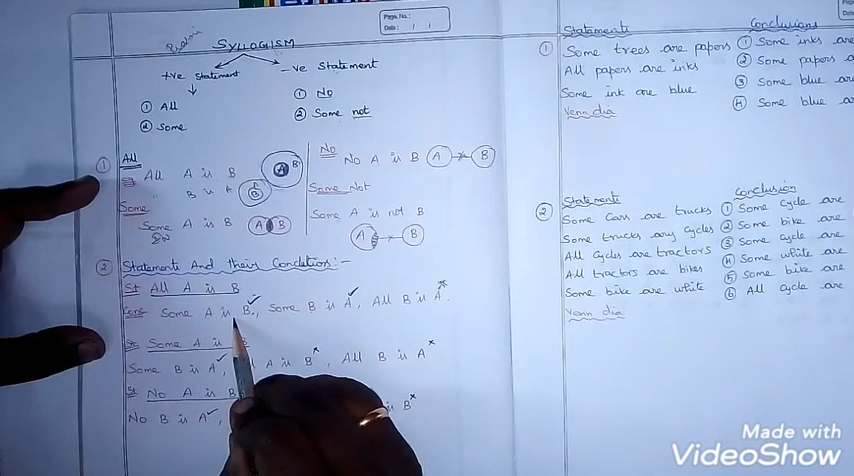 Page No.:
Date: / /
SYLLOGISM
+ve Statement
-ve Statement
① All
② Some
① No
② Some not
① All
St All A is B
B is A
A B
A
B
Some
Some A is B
A B
No
No A is B
A B
Some Not
Some A is not B
A B
② Statements And their Condition:-
St All A is B
Con Some A is B✓., Some B is A✓, All B is A×.
St Some A is B
Some B is A✓, All A is B×, All B is A×
St No A is B
No B is A✓,
is B×
Statements
① Some trees are papers
All papers are inks
Some ink are blue
Venn dia
Conclusions
① Some inks are
② Some papers a
③ Some blue are
④ Some blue a
② Statements
Some Cars are trucks
Some trucks are cycles
All Cycles are tractors
All tractors are bikes
Some bike are white
Venn dia
Conclusion
① Some cycle are
② Some bike are
③ Some cycle are
④ Some white are
⑤ Some bike are
⑥ All cycle are
Made with
VideoShow